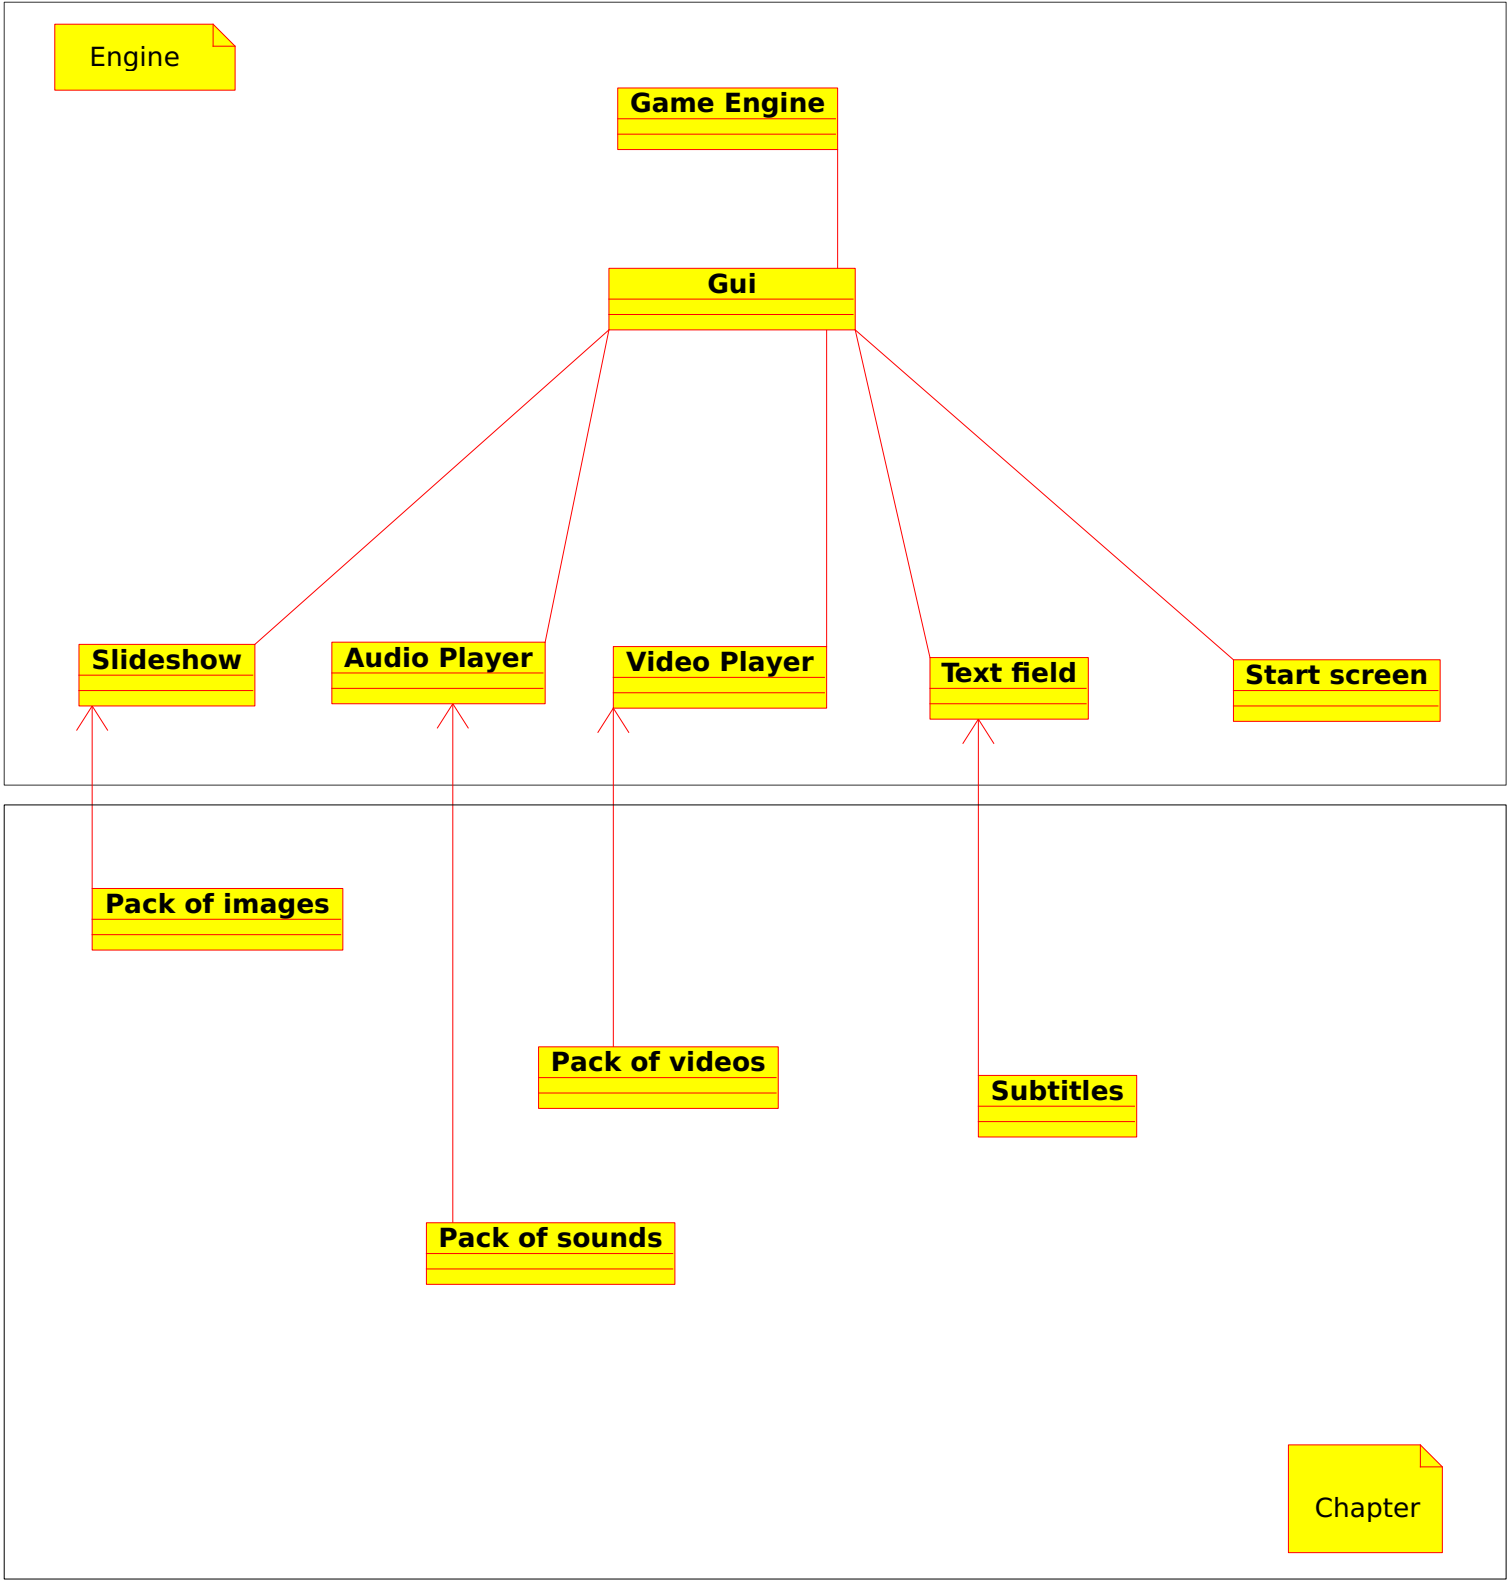 Engine
Game Engine
Gui
Slideshow
Audio Player
Video Player
Text field
Start screen
Pack of images
Pack of videos
Subtitles
Pack of sounds
Chapter